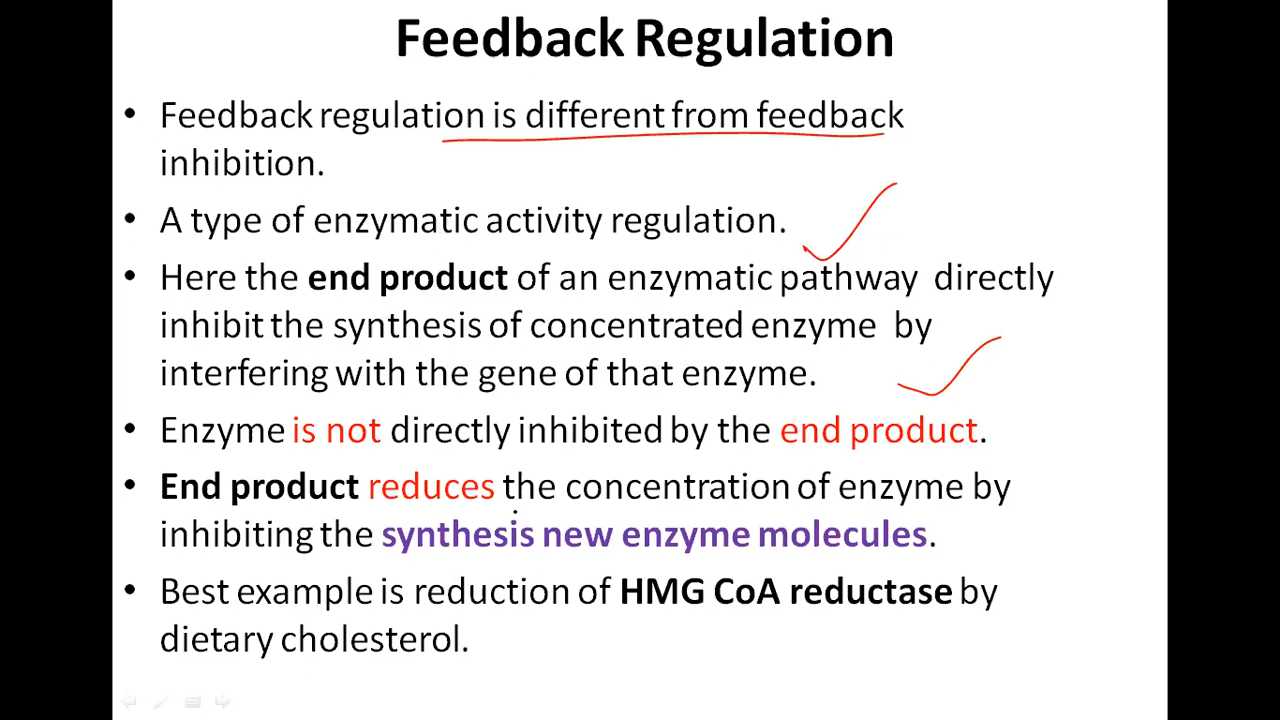 Feedback Regulation
• Feedback regulation is different from feedback
inhibition.
• A type of enzymatic activity regulation.
• Here the end product of an enzymatic pathway directly
inhibit the synthesis of concentrated enzyme by
interfering with the gene of that enzyme.
• Enzyme is not directly inhibited by the end product.
• End product reduces the concentration of enzyme by
inhibiting the synthesis new enzyme molecules.
• Best example is reduction of HMG CoA reductase by
dietary cholesterol.